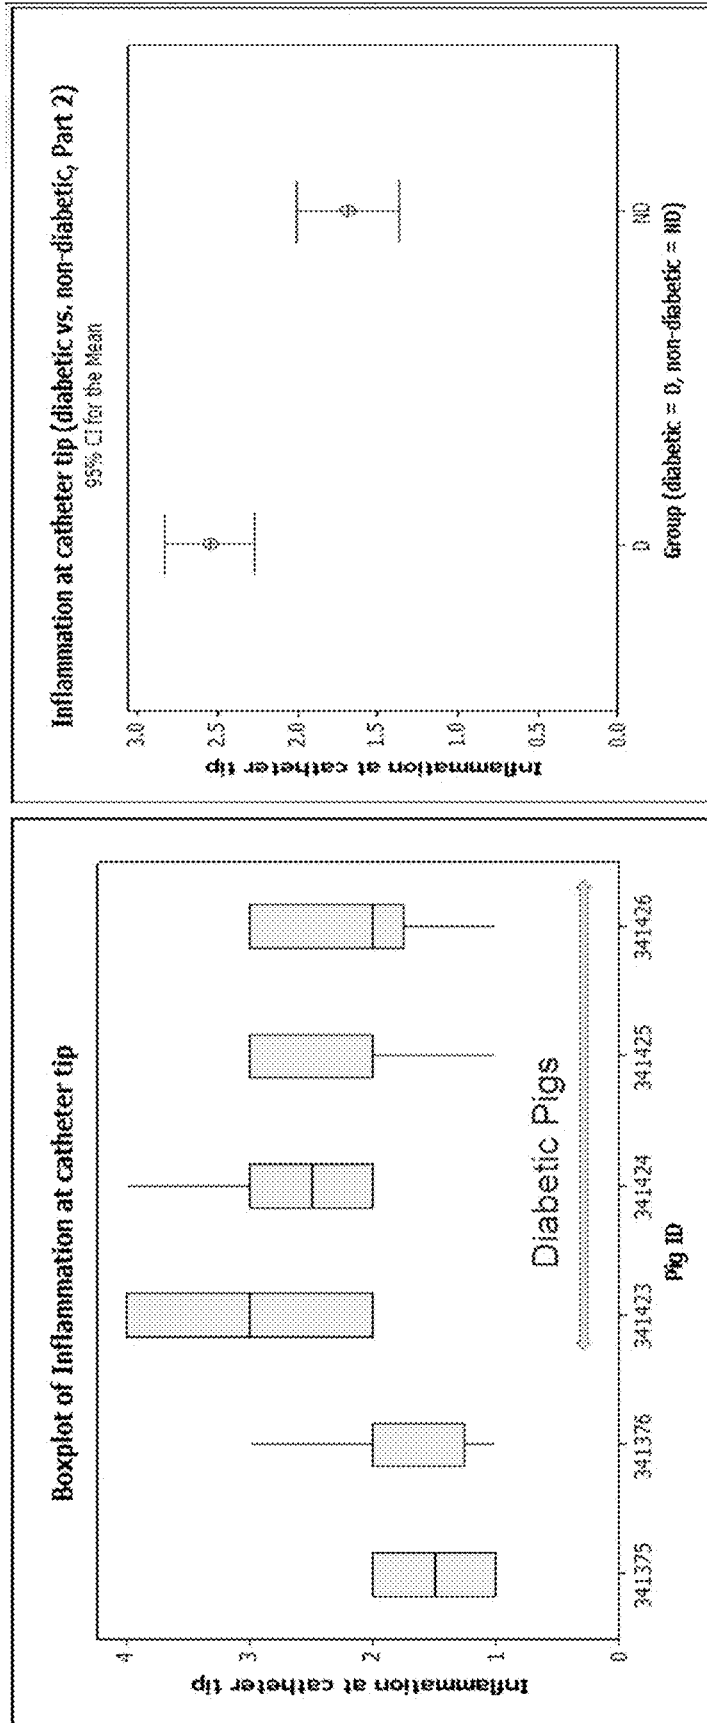 Boxplot of Inflammation at catheter tip
Inflammation at catheter tip
4
3
2
1
0
Diabetic Pigs
341375
341376
341423
341424
341425
341426
Pig ID
Inflammation at catheter tip (diabetic vs. non-diabetic, Part 2)
95% CI for the Mean
Inflammation at catheter tip
3.0
2.5
2.0
1.5
1.0
0.5
0.0
D
ND
Group (diabetic = D, non-diabetic = ND)